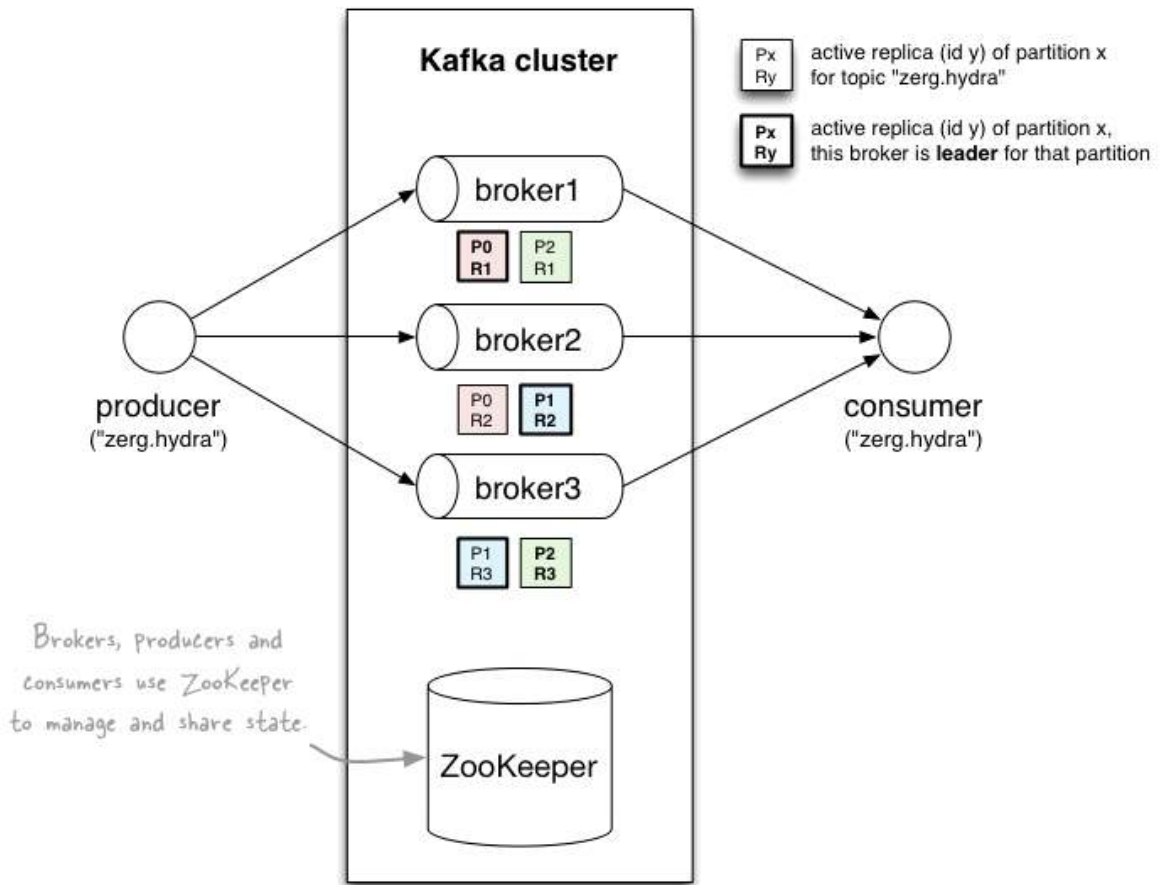 Kafka cluster
Px
Ry
active replica (id y) of partition x
for topic "zerg.hydra"
Px
Ry
active replica (id y) of partition x,
this broker is leader for that partition
broker1
P0
R1
P2
R1
broker2
P0
R2
P1
R2
producer
("zerg.hydra")
consumer
("zerg.hydra")
broker3
P1
R3
P2
R3
Brokers, producers and
consumers use ZooKeeper
to manage and share state.
ZooKeeper